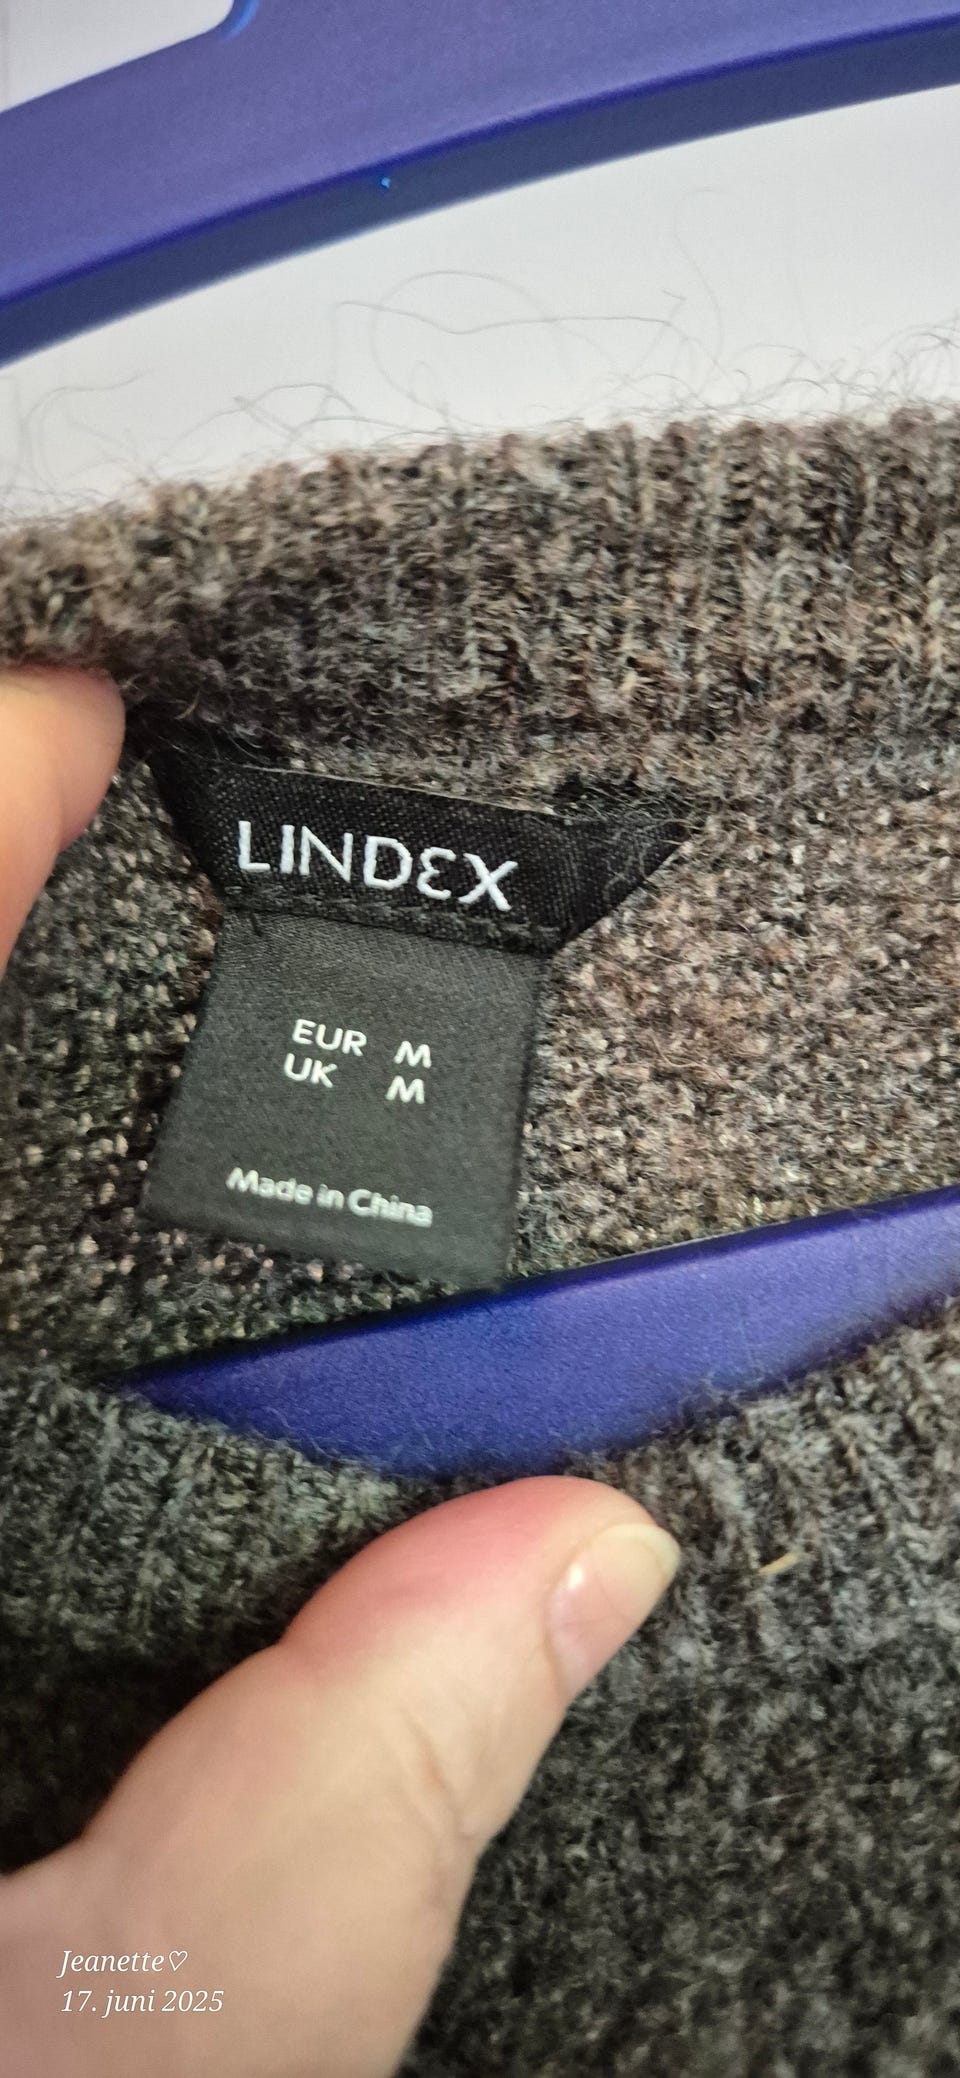 LINDEX
EUR M
UK M
Made in China
Jeanette♡
17. juni 2025